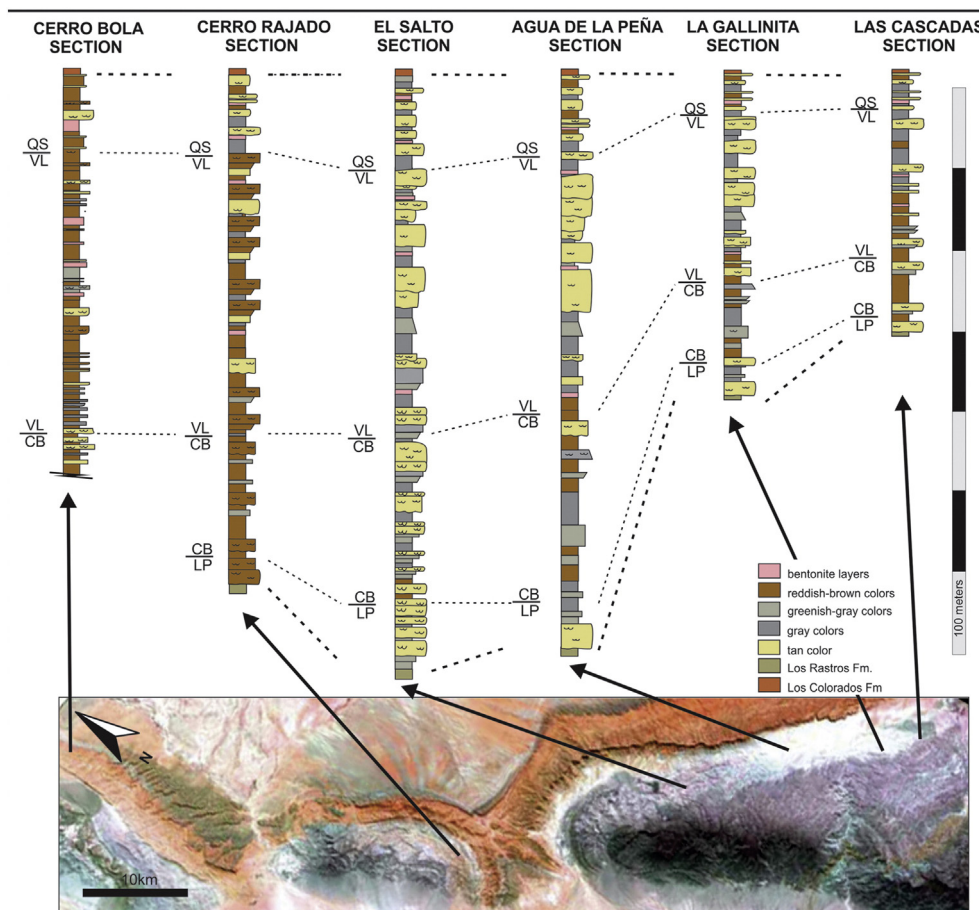 CERRO BOLA
SECTION
CERRO RAJADO
SECTION
EL SALTO
SECTION
AGUA DE LA PEÑA
SECTION
LA GALLINITA
SECTION
LAS CASCADAS
SECTION
QS
VL
VL
CB
QS
VL
VL
CB
CB
LP
QS
VL
VL
CB
CB
LP
QS
VL
VL
CB
CB
LP
QS
VL
VL
CB
CB
LP
QS
VL
VL
CB
CB
LP
bentonite layers
reddish-brown colors
greenish-gray colors
gray colors
tan color
Los Rastros Fm.
Los Colorados Fm
100 meters
N
10km